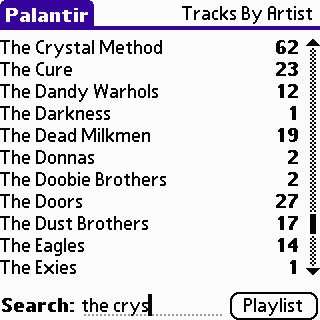 Palantir Tracks By Artist
The Crystal Method 62
The Cure 23
The Dandy Warhols 12
The Darkness 1
The Dead Milkmen 19
The Donnas 2
The Doobie Brothers 2
The Doors 27
The Dust Brothers 17
The Eagles 14
The Exies 1
Search: the crys Playlist